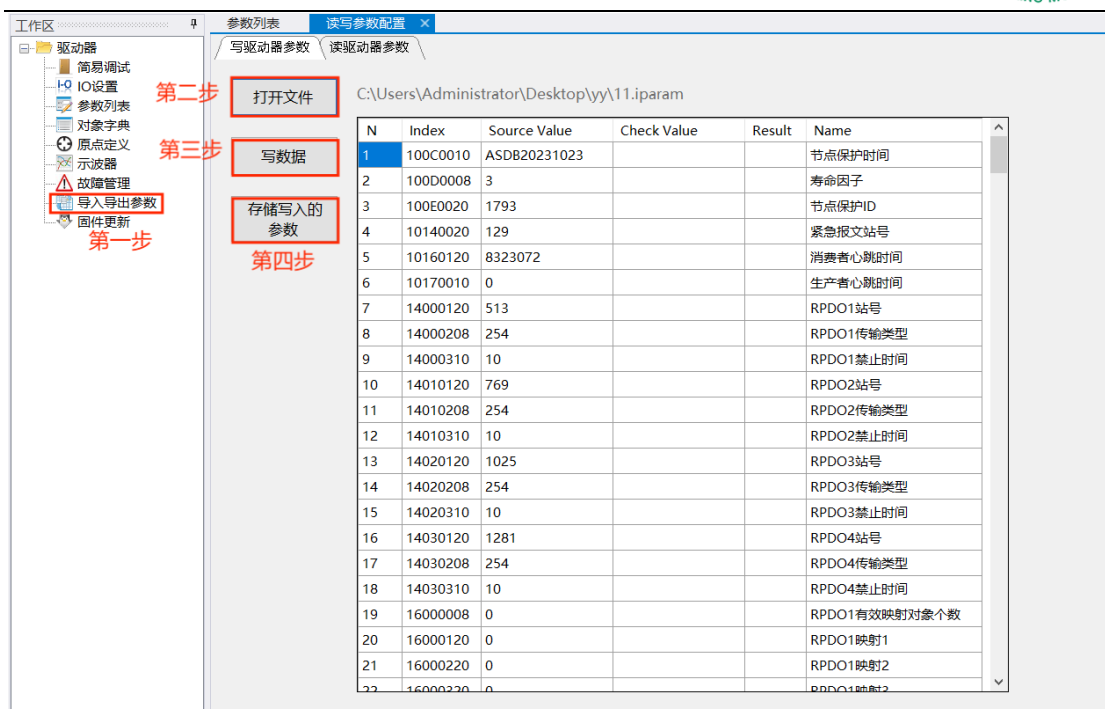 工作区
参数列表 读写参数配置 ×
驱动器
写驱动器参数 读驱动器参数
简易调试
I-O IO设置
参数列表
对象字典
原点定义
示波器
故障管理
导入导出参数
固件更新
第一步
第二步
打开文件
C:\Users\Administrator\Desktop\yy\11.iparam
第三步
写数据
存储写入的
参数
第四步
N Index Source Value Check Value Result Name
1 100C0010 ASDB20231023 节点保护时间
2 100D0008 3 寿命因子
3 100E0020 1793 节点保护ID
4 10140020 129 紧急报文站号
5 10160120 8323072 消费者心跳时间
6 10170010 0 生产者心跳时间
7 14000120 513 RPDO1站号
8 14000208 254 RPDO1传输类型
9 14000310 10 RPDO1禁止时间
10 14010120 769 RPDO2站号
11 14010208 254 RPDO2传输类型
12 14010310 10 RPDO2禁止时间
13 14020120 1025 RPDO3站号
14 14020208 254 RPDO3传输类型
15 14020310 10 RPDO3禁止时间
16 14030120 1281 RPDO4站号
17 14030208 254 RPDO4传输类型
18 14030310 10 RPDO4禁止时间
19 16000008 0 RPDO1有效映射对象个数
20 16000120 0 RPDO1映射1
21 16000220 0 RPDO1映射2
22 16000320 0 RPDO1映射3